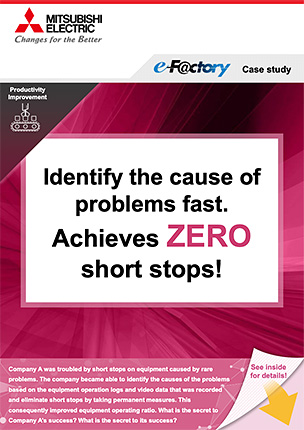 MITSUBISHI
ELECTRIC
Changes for the Better
e-F@ctory Case study
Productivity
Improvement
Identify the cause of
problems fast.
Achieves ZERO
short stops!
Company A was troubled by short stops on equipment caused by rare
problems. The company became able to identify the causes of the problems
based on the equipment operation logs and video data that was recorded
and eliminate short stops by taking permanent measures. This
consequently improved equipment operating ratio. What is the secret to
Company A's success? What is the secret to its success?
See inside
for details!